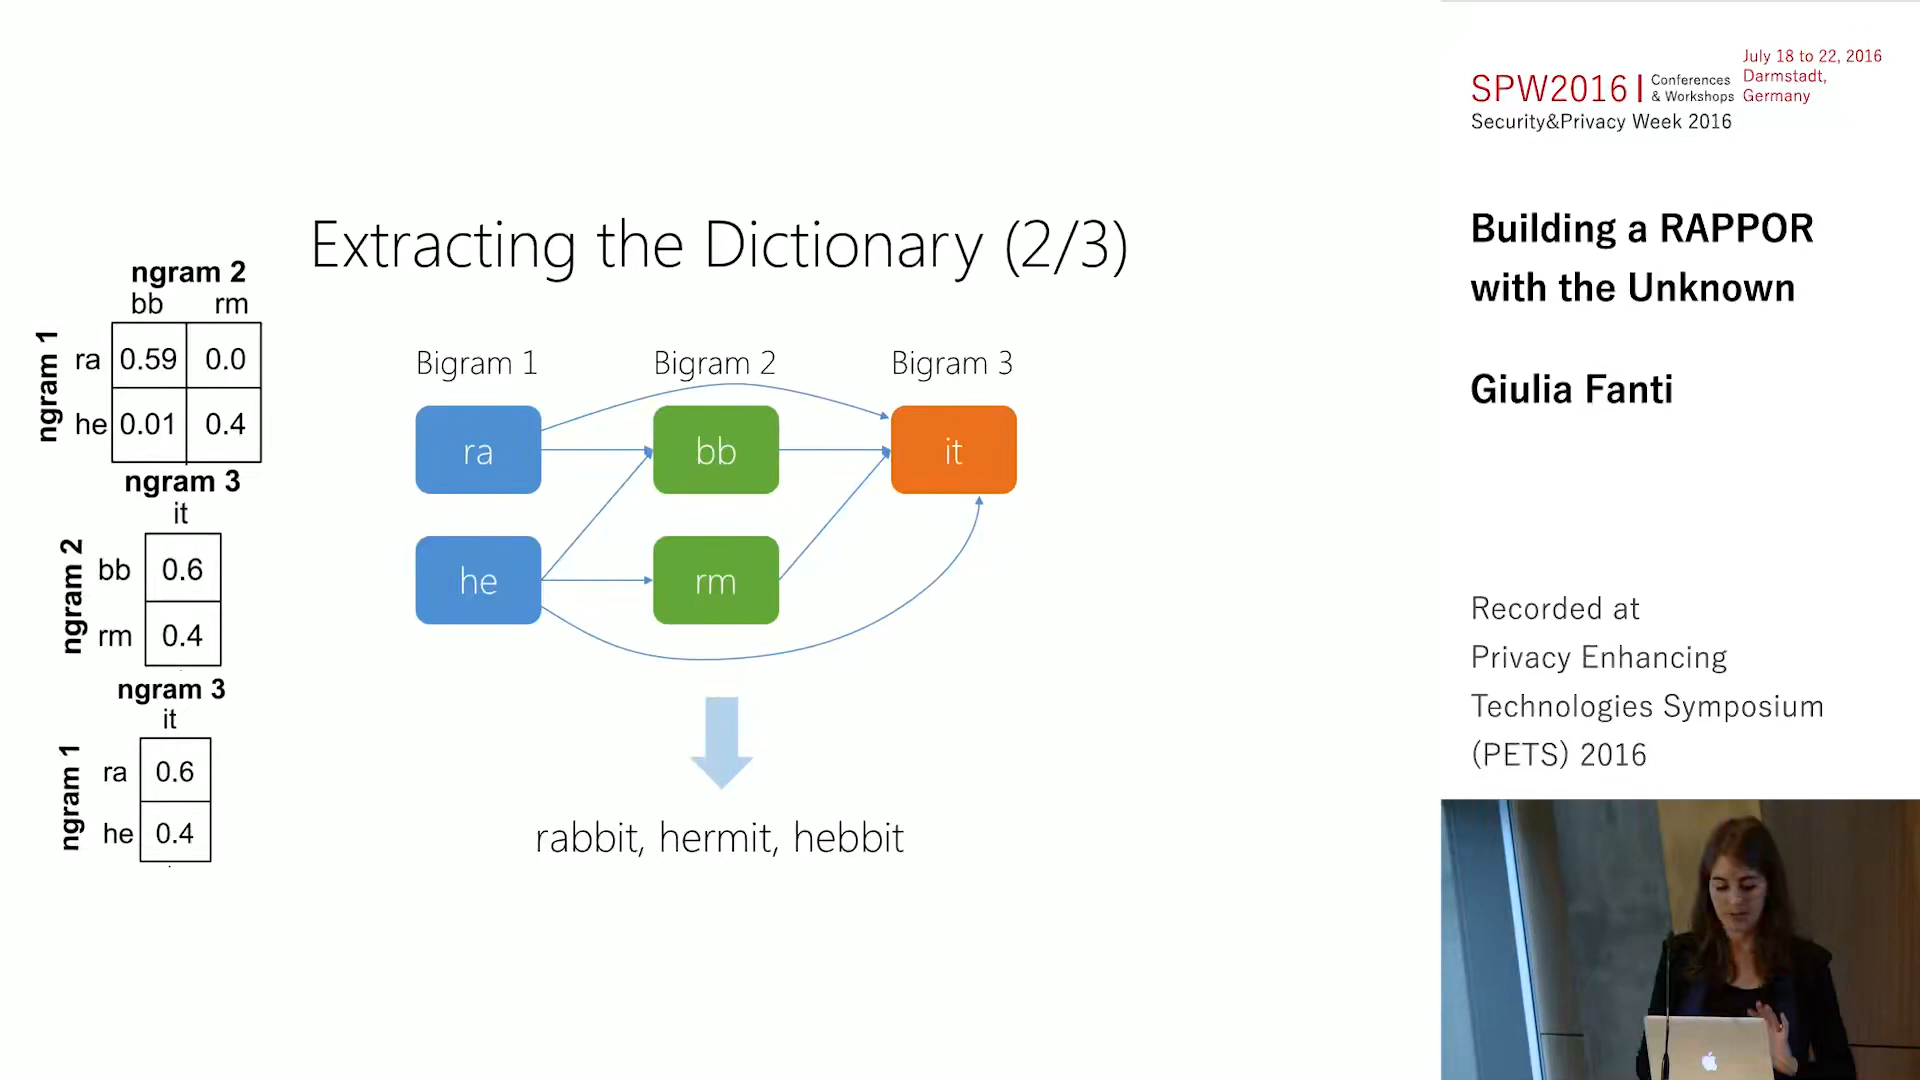 Extracting the Dictionary (2/3)
ngram 2
bb rm
ngram 1
ra 0.59 0.0
he 0.01 0.4
ngram 3
it
ngram 2
bb 0.6
rm 0.4
ngram 3
it
ngram 1
ra 0.6
he 0.4
Bigram 1 Bigram 2 Bigram 3
ra bb it
he rm
rabbit, hermit, hebbit
SPW2016 | Conferences & Workshops
July 18 to 22, 2016
Darmstadt,
Germany
Security&Privacy Week 2016
Building a RAPPOR
with the Unknown
Giulia Fanti
Recorded at
Privacy Enhancing
Technologies Symposium
(PETS) 2016